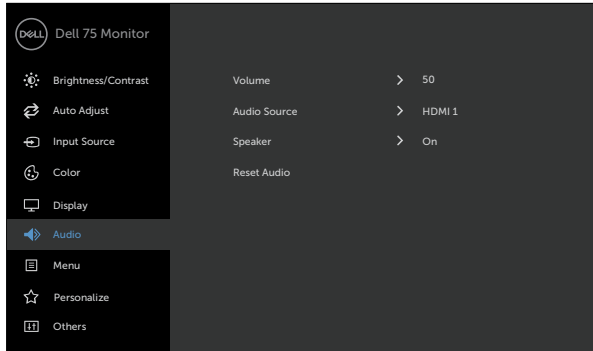 DELL Dell 75 Monitor
Brightness/Contrast
Volume 50
Auto Adjust
Audio Source HDMI 1
Input Source
Speaker On
Color
Reset Audio
Display
Audio
Menu
Personalize
Others